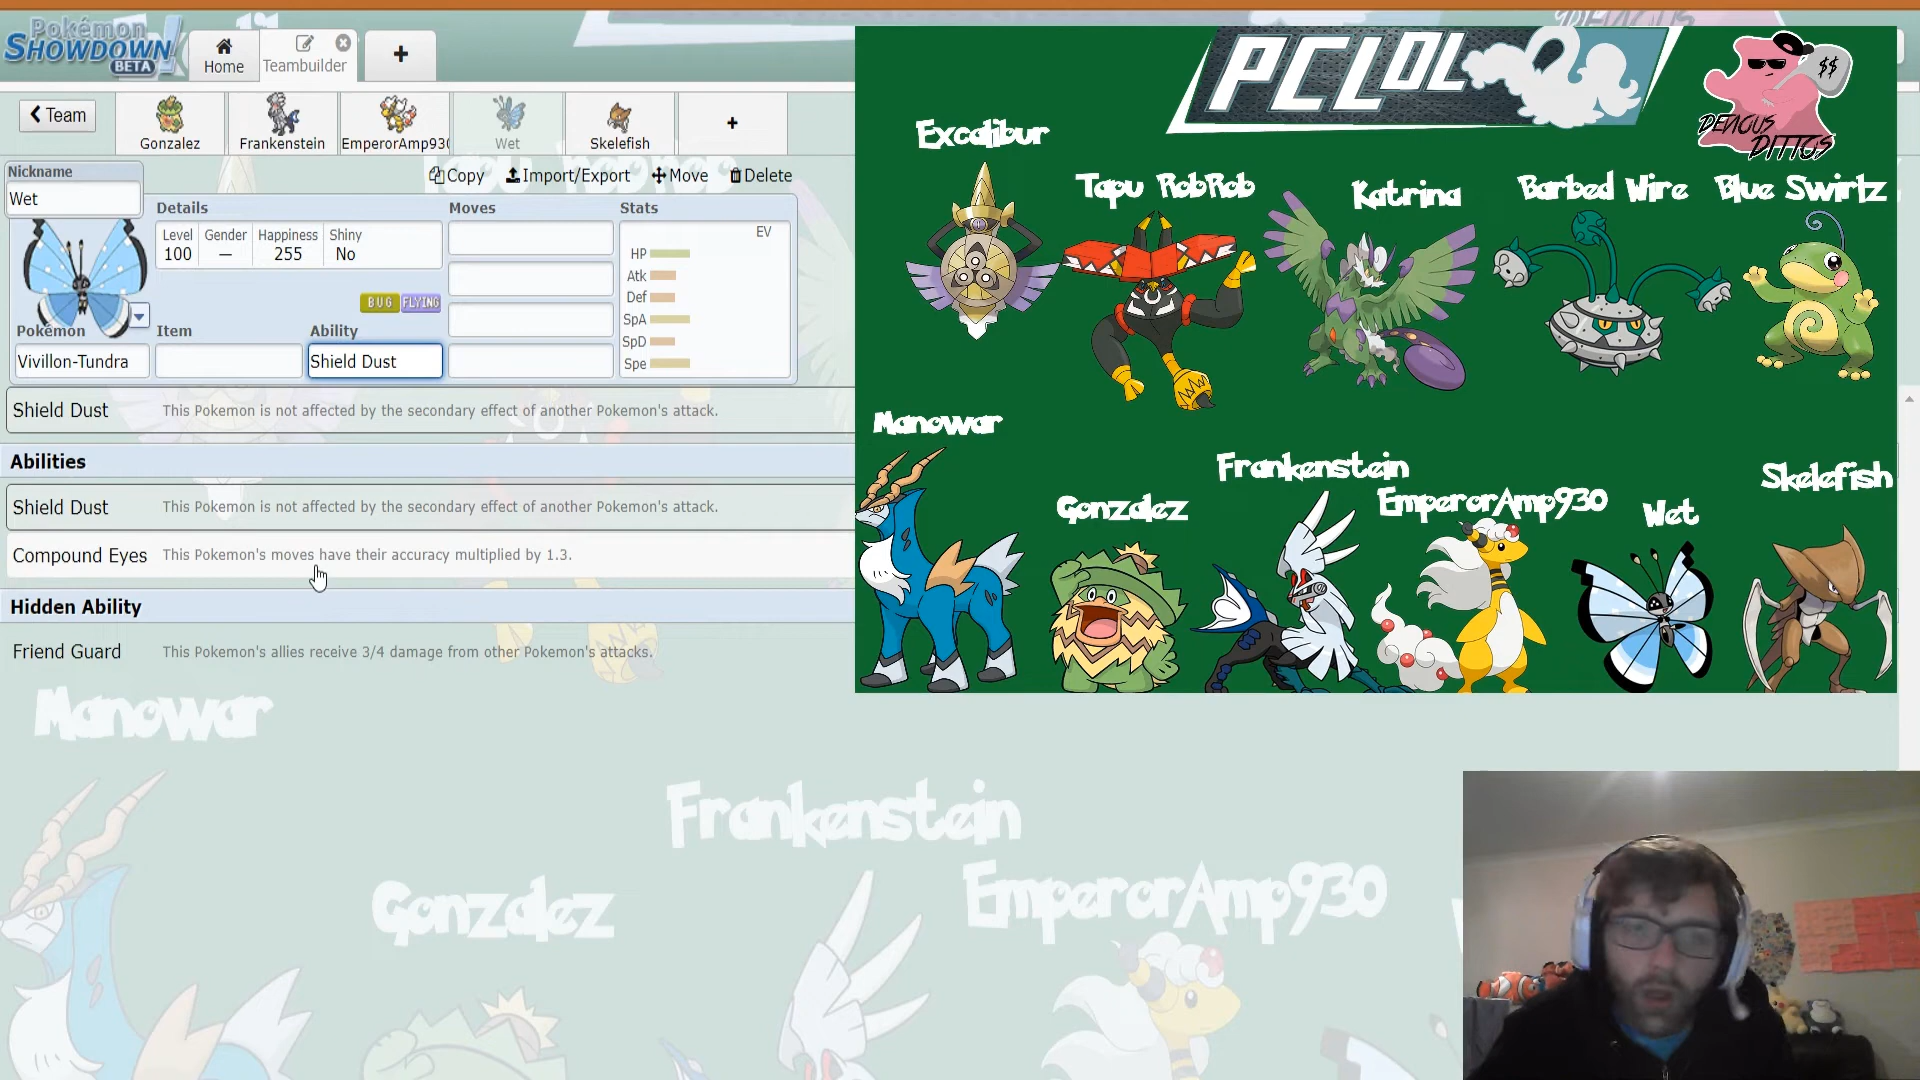 Pokémon
SHOWDOWN!
BETA
Home
Teambuilder
+
Team
Gonzalez
Frankenstein
EmperorAmp930
Wet
Skelefish
+
Nickname
Wet
Copy
Import/Export
Move
Delete
Details
Moves
Stats
Level
Gender
Happiness
Shiny
100
—
255
No
EV
HP
Atk
Def
SpA
SpD
Spe
BUG
FLYING
Pokémon
Item
Ability
Vivillon-Tundra
Shield Dust
Shield Dust
This Pokemon is not affected by the secondary effect of another Pokemon's attack.
Abilities
Shield Dust
This Pokemon is not affected by the secondary effect of another Pokemon's attack.
Compound Eyes
This Pokemon's moves have their accuracy multiplied by 1.3.
Hidden Ability
Friend Guard
This Pokemon's allies receive 3/4 damage from other Pokemon's attacks.
PCLOL
$$
DEVIOUS
DITTOS
Excalibur
Tapu RobRob
Katrina
Barbed Wire
Blue Swirlz
Manowar
Gonzalez
Frankenstein
EmperorAmp930
Wet
Skelefish
Manowar
Frankenstein
Gonzalez
EmperorAmp930